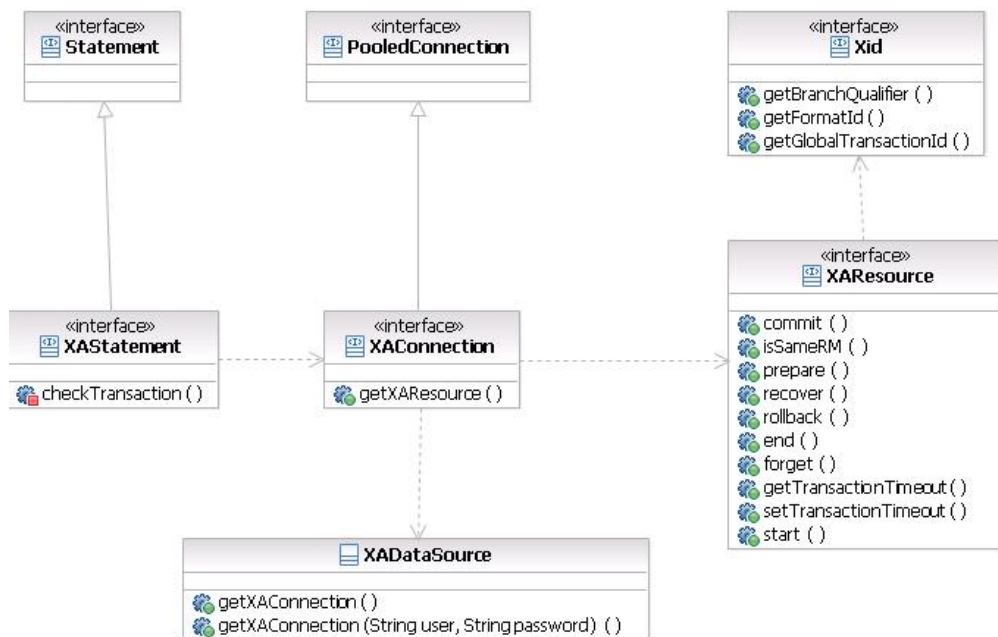 «interface»
Statement
«interface»
PooledConnection
«interface»
Xid
getBranchQualifier ( )
getFormatId ( )
getGlobalTransactionId ( )
«interface»
XAStatement
checkTransaction ( )
«interface»
XAConnection
getXAResource ( )
«interface»
XAResource
commit ( )
isSameRM ( )
prepare ( )
recover ( )
rollback ( )
end ( )
forget ( )
getTransactionTimeout ( )
setTransactionTimeout ( )
start ( )
XADataSource
getXAConnection ( )
getXAConnection (String user, String password) ( )